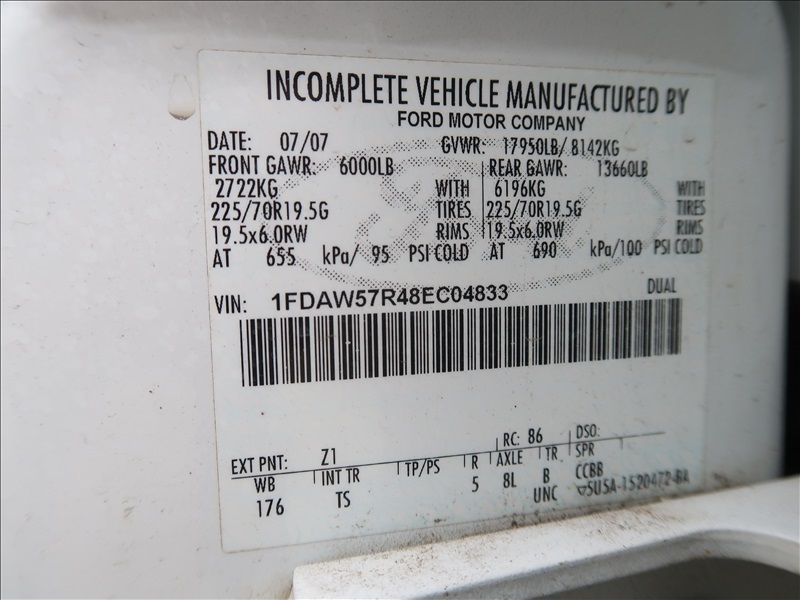 INCOMPLETE VEHICLE MANUFACTURED BY
FORD MOTOR COMPANY
DATE: 07/07 GVWR: 17950LB/ 8142KG
FRONT GAWR: 6000LB REAR GAWR: 13660LB
2722KG WITH 6196KG WITH
225/70R19.5G TIRES 225/70R19.5G TIRES
19.5x6.0RW RIMS 19.5x6.0RW RIMS
AT 655 kPa/ 95 PSI COLD AT 690 kPa/100 PSI COLD
VIN: 1FDAW57R48EC04833 DUAL
EXT PNT: Z1 RC: 86 DSO:
WB INT TR TP/PS R AXLE TR SPR
176 TS 5 8L B CCBB
UNC 5U5A-1520472-BA